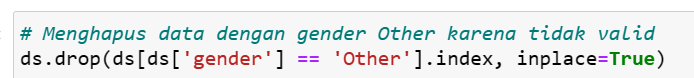 # Menghapus data dengan gender Other karena tidak valid
ds.drop(ds[ds['gender'] == 'Other'].index, inplace=True)